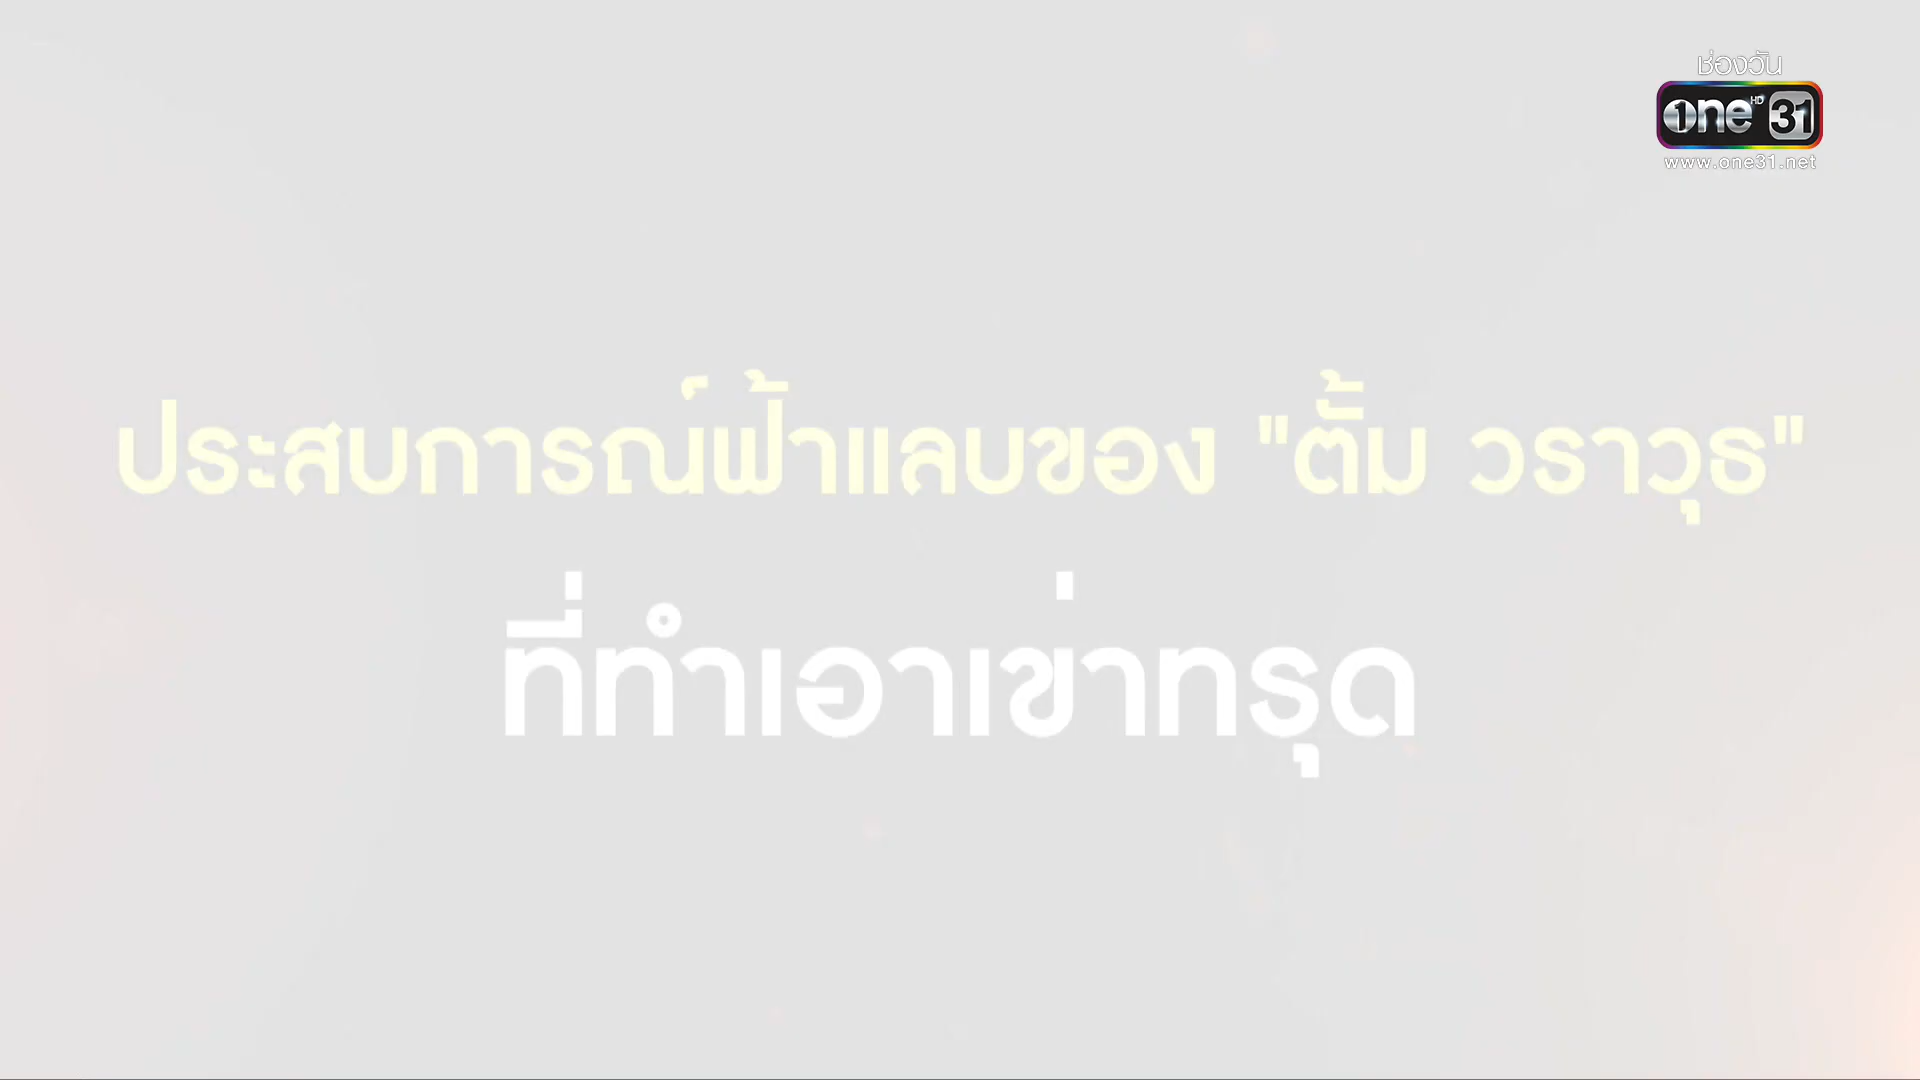 ช่องวัน
one HD 31
www.one31.net
ประสบการณ์ฟ้าแลบของ "ตั้ม วราวุธ"
ที่ทำเอาเข่าทรุด